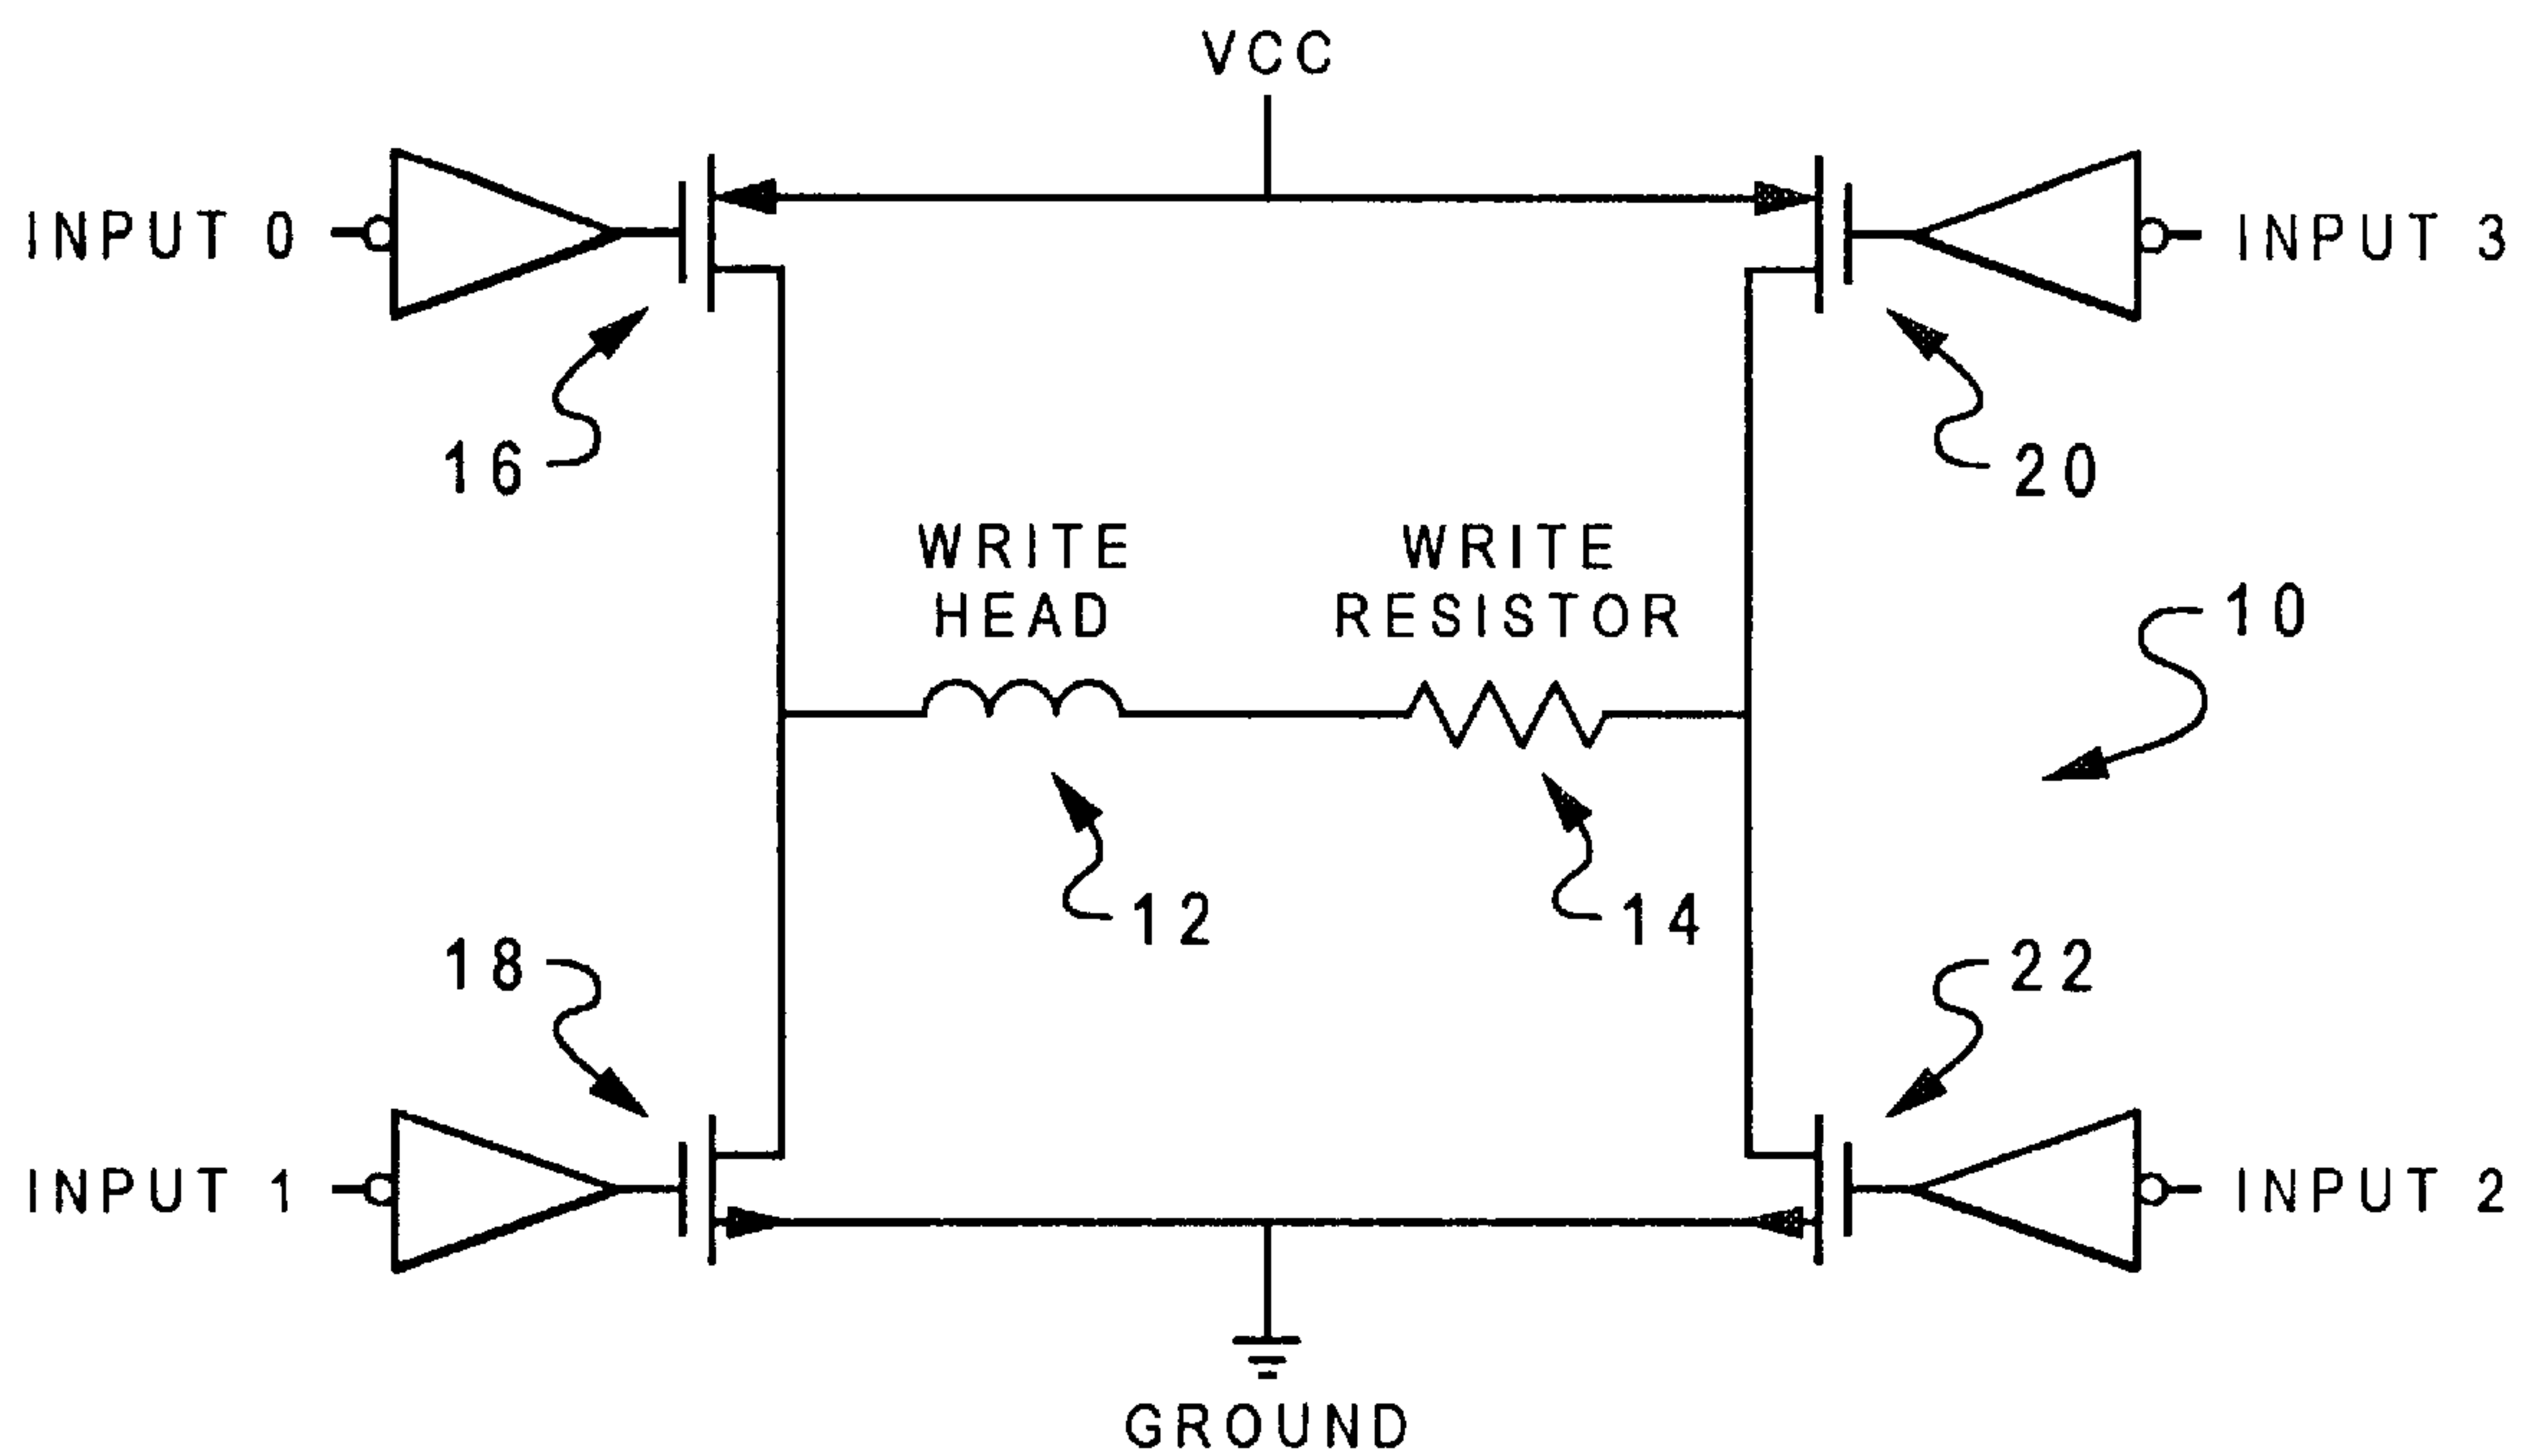 VCC
INPUT 0
INPUT 3
16
20
WRITE
HEAD
WRITE
RESISTOR
10
12
14
18
22
INPUT 1
INPUT 2
GROUND